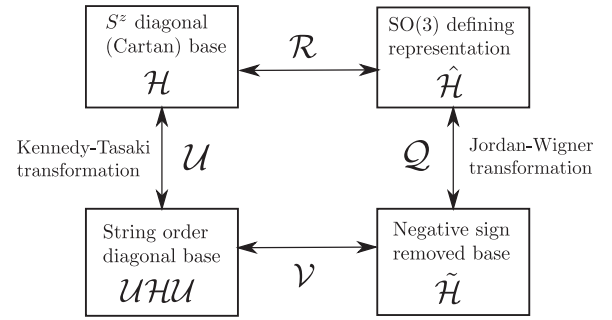 S^z diagonal
(Cartan) base
ℋ
ℛ
SO(3) defining
representation
ℋ̂
Kennedy-Tasaki
transformation
𝒰
𝒬
Jordan-Wigner
transformation
String order
diagonal base
𝒰ℋ𝒰
𝒱
Negative sign
removed base
ℋ̃